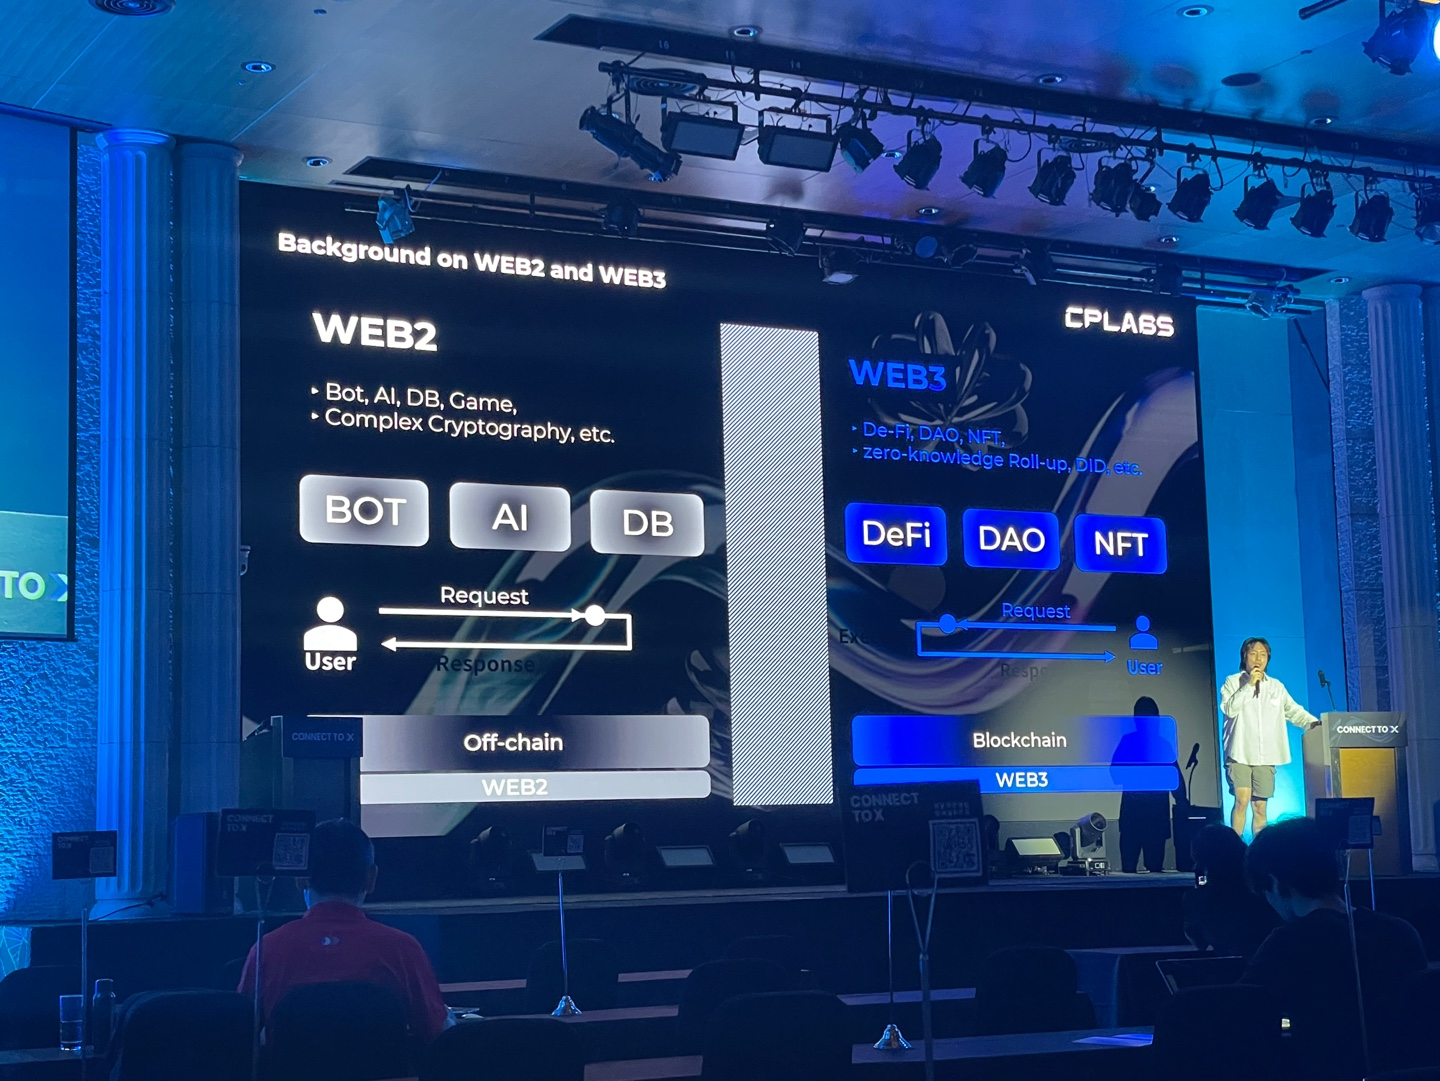 Background on WEB2 and WEB3
CPLABS
WEB2
‣ Bot, AI, DB, Game,
‣ Complex Cryptography, etc.
BOT
AI
DB
Request
User
Response
Off-chain
WEB2
WEB3
‣ De-Fi, DAO, NFT,
‣ zero-knowledge Roll-up, DID, etc.
DeFi
DAO
NFT
Request
User
Blockchain
WEB3
TO X
CONNECT TO X
CONNECT TO X
CONNECT
TO X